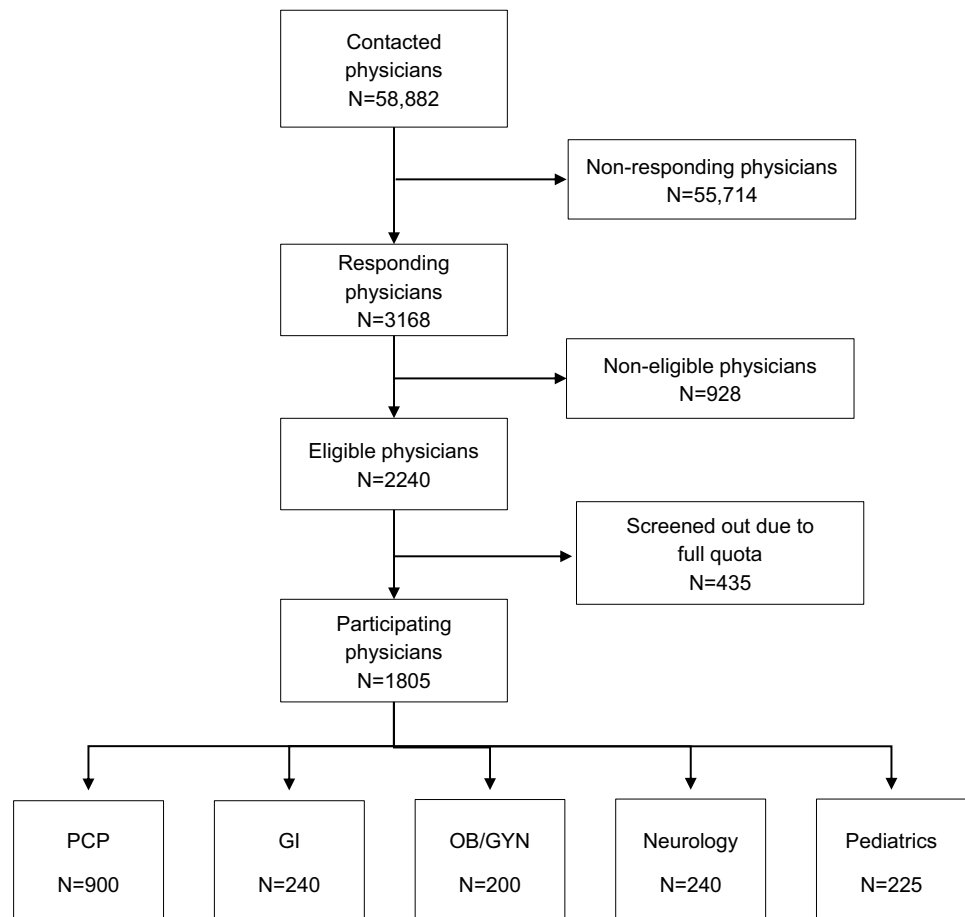 Contacted
physicians
N=58,882
Non-responding physicians
N=55,714
Responding
physicians
N=3168
Non-eligible physicians
N=928
Eligible physicians
N=2240
Screened out due to
full quota
N=435
Participating
physicians
N=1805
PCP
N=900
GI
N=240
OB/GYN
N=200
Neurology
N=240
Pediatrics
N=225